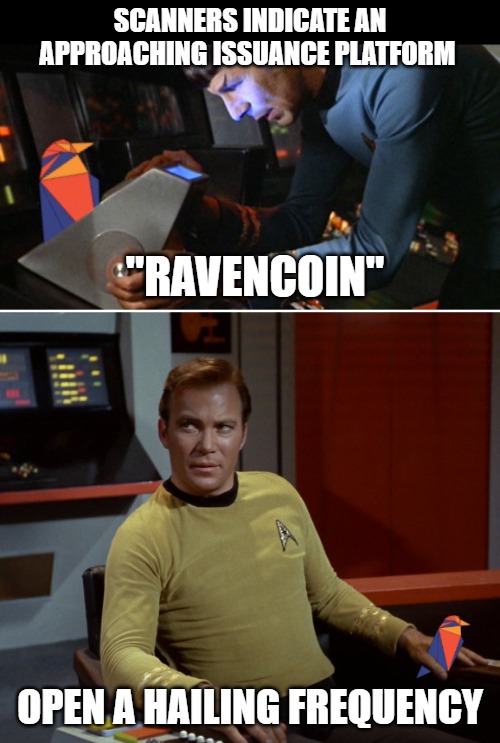 SCANNERS INDICATE AN
APPROACHING ISSUANCE PLATFORM
"RAVENCOIN"
OPEN A HAILING FREQUENCY